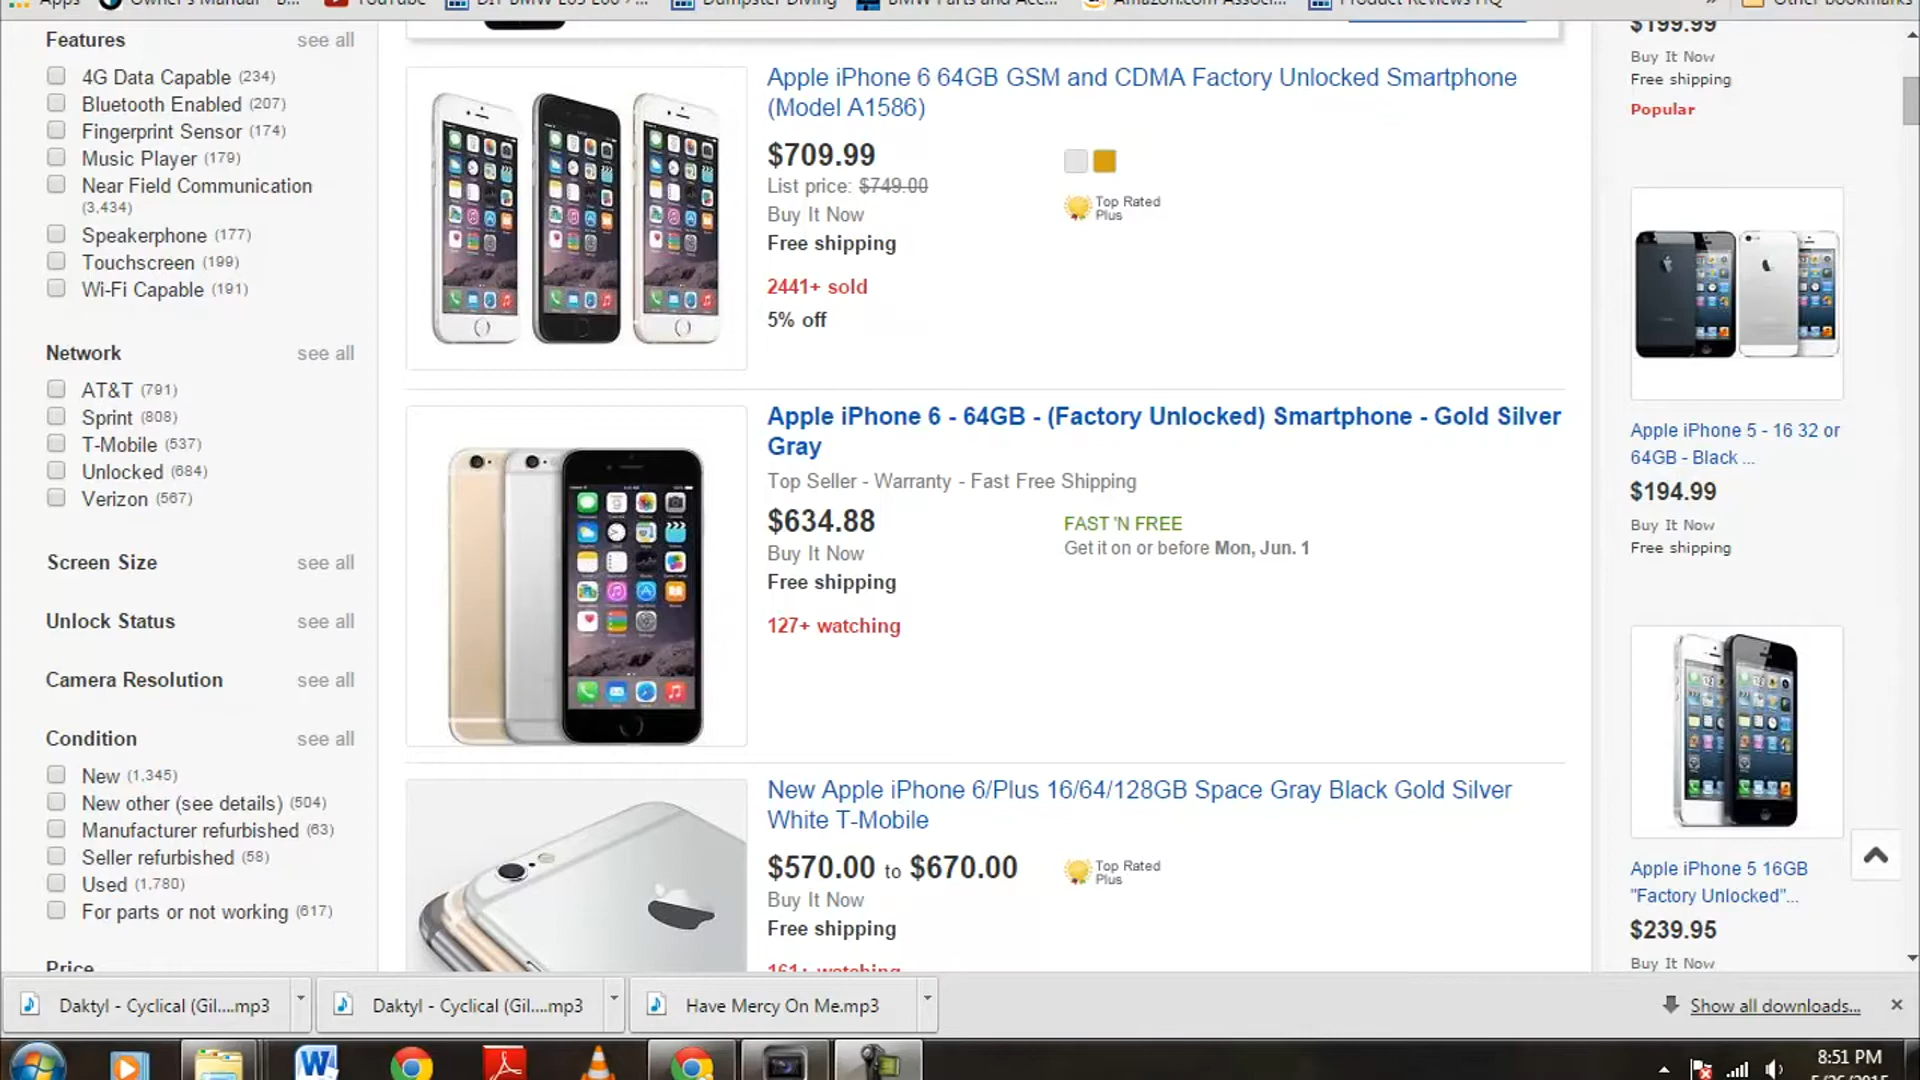 Apps
YouTube
Dumpster Diving
Features see all
4G Data Capable (234)
Bluetooth Enabled (207)
Fingerprint Sensor (174)
Music Player (179)
Near Field Communication
(3,434)
Speakerphone (177)
Touchscreen (199)
Wi-Fi Capable (191)
Network see all
AT&T (791)
Sprint (808)
T-Mobile (537)
Unlocked (684)
Verizon (567)
Screen Size see all
Unlock Status see all
Camera Resolution see all
Condition see all
New (1,345)
New other (see details) (504)
Manufacturer refurbished (63)
Seller refurbished (58)
Used (1,780)
For parts or not working (617)
Price
Apple iPhone 6 64GB GSM and CDMA Factory Unlocked Smartphone
(Model A1586)
$709.99
List price: $749.00
Buy It Now
Free shipping
Top Rated
Plus
2441+ sold
5% off
Apple iPhone 6 - 64GB - (Factory Unlocked) Smartphone - Gold Silver
Gray
Top Seller - Warranty - Fast Free Shipping
$634.88
Buy It Now
Free shipping
FAST 'N FREE
Get it on or before Mon, Jun. 1
127+ watching
New Apple iPhone 6/Plus 16/64/128GB Space Gray Black Gold Silver
White T-Mobile
$570.00 to $670.00
Buy It Now
Free shipping
Top Rated
Plus
161+ watching
$199.99
Buy It Now
Free shipping
Popular
Apple iPhone 5 - 16 32 or
64GB - Black ...
$194.99
Buy It Now
Free shipping
Apple iPhone 5 16GB
"Factory Unlocked"...
$239.95
Buy It Now
Daktyl - Cyclical (Gil....mp3
Daktyl - Cyclical (Gil....mp3
Have Mercy On Me.mp3
Show all downloads...
8:51 PM